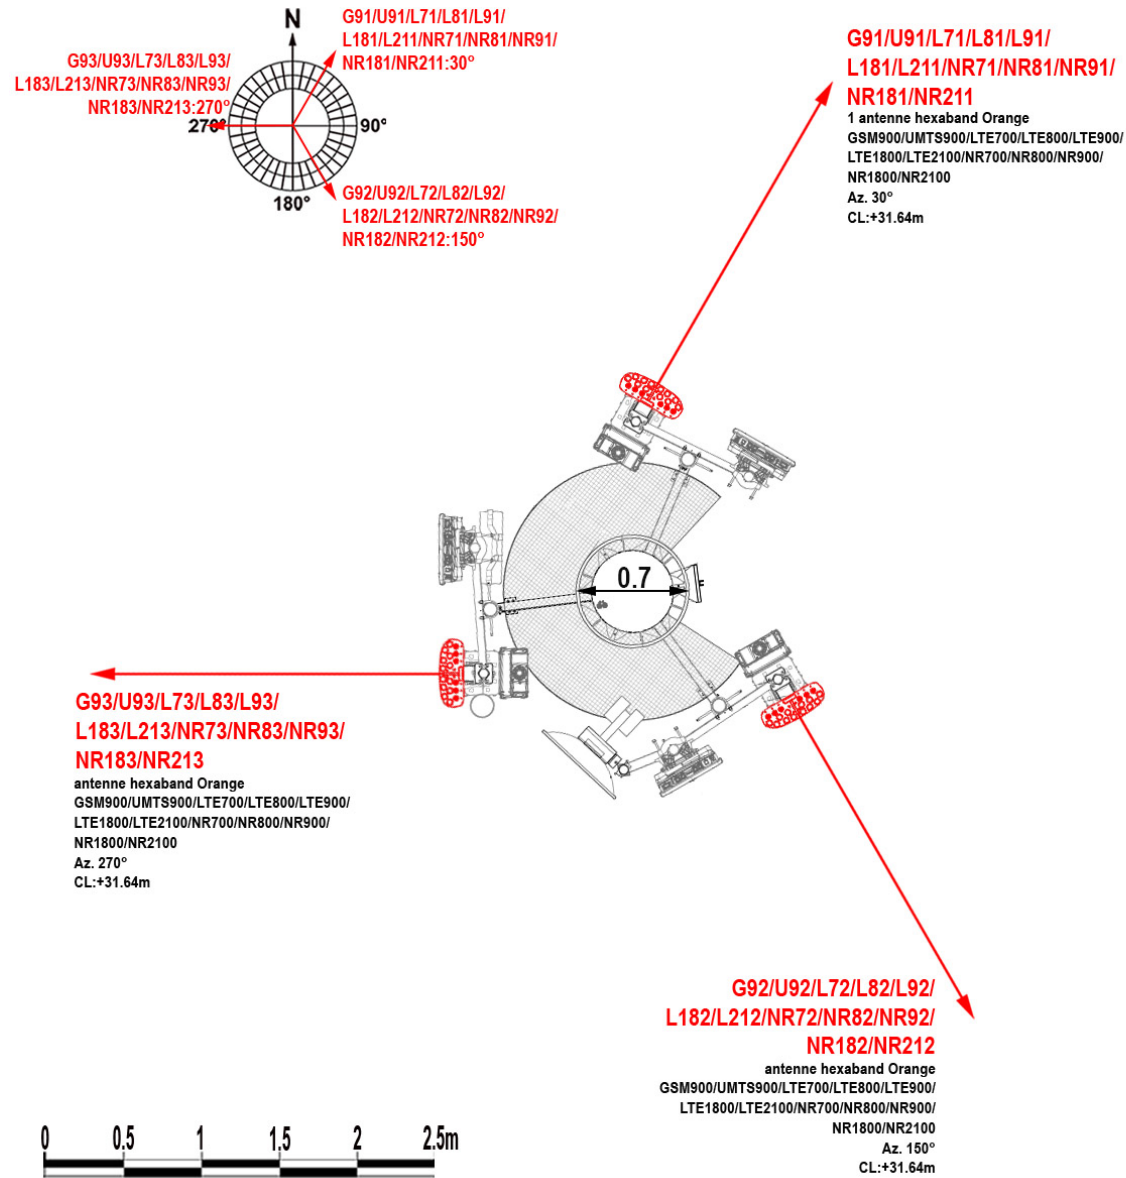 N
G91/U91/L71/L81/L91/
L181/L211/NR71/NR81/NR91/
NR181/NR211:30°
G93/U93/L73/L83/L93/
L183/L213/NR73/NR83/NR93/
NR183/NR213:270°
270°
90°
180°
G92/U92/L72/L82/L92/
L182/L212/NR72/NR82/NR92/
NR182/NR212:150°
G91/U91/L71/L81/L91/
L181/L211/NR71/NR81/NR91/
NR181/NR211
1 antenne hexaband Orange
GSM900/UMTS900/LTE700/LTE800/LTE900/
LTE1800/LTE2100/NR700/NR800/NR900/
NR1800/NR2100
Az. 30°
CL:+31.64m
0.7
G93/U93/L73/L83/L93/
L183/L213/NR73/NR83/NR93/
NR183/NR213
antenne hexaband Orange
GSM900/UMTS900/LTE700/LTE800/LTE900/
LTE1800/LTE2100/NR700/NR800/NR900/
NR1800/NR2100
Az. 270°
CL:+31.64m
G92/U92/L72/L82/L92/
L182/L212/NR72/NR82/NR92/
NR182/NR212
antenne hexaband Orange
GSM900/UMTS900/LTE700/LTE800/LTE900/
LTE1800/LTE2100/NR700/NR800/NR900/
NR1800/NR2100
Az. 150°
CL:+31.64m
0 0.5 1 1.5 2 2.5m